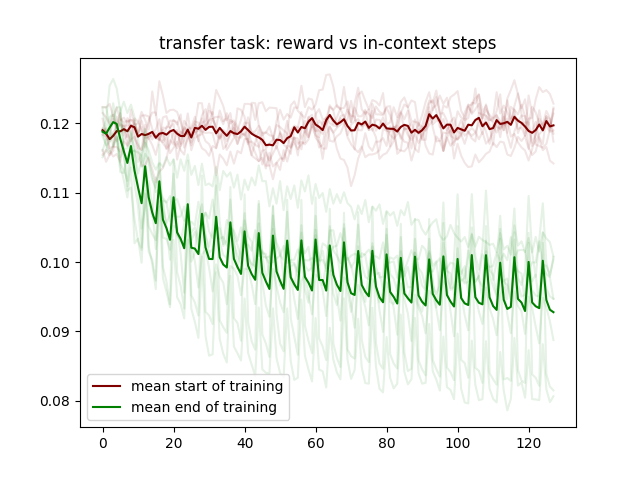 transfer task: reward vs in-context steps
0.12
0.11
0.10
0.09
0.08
mean start of training
mean end of training
0 20 40 60 80 100 120